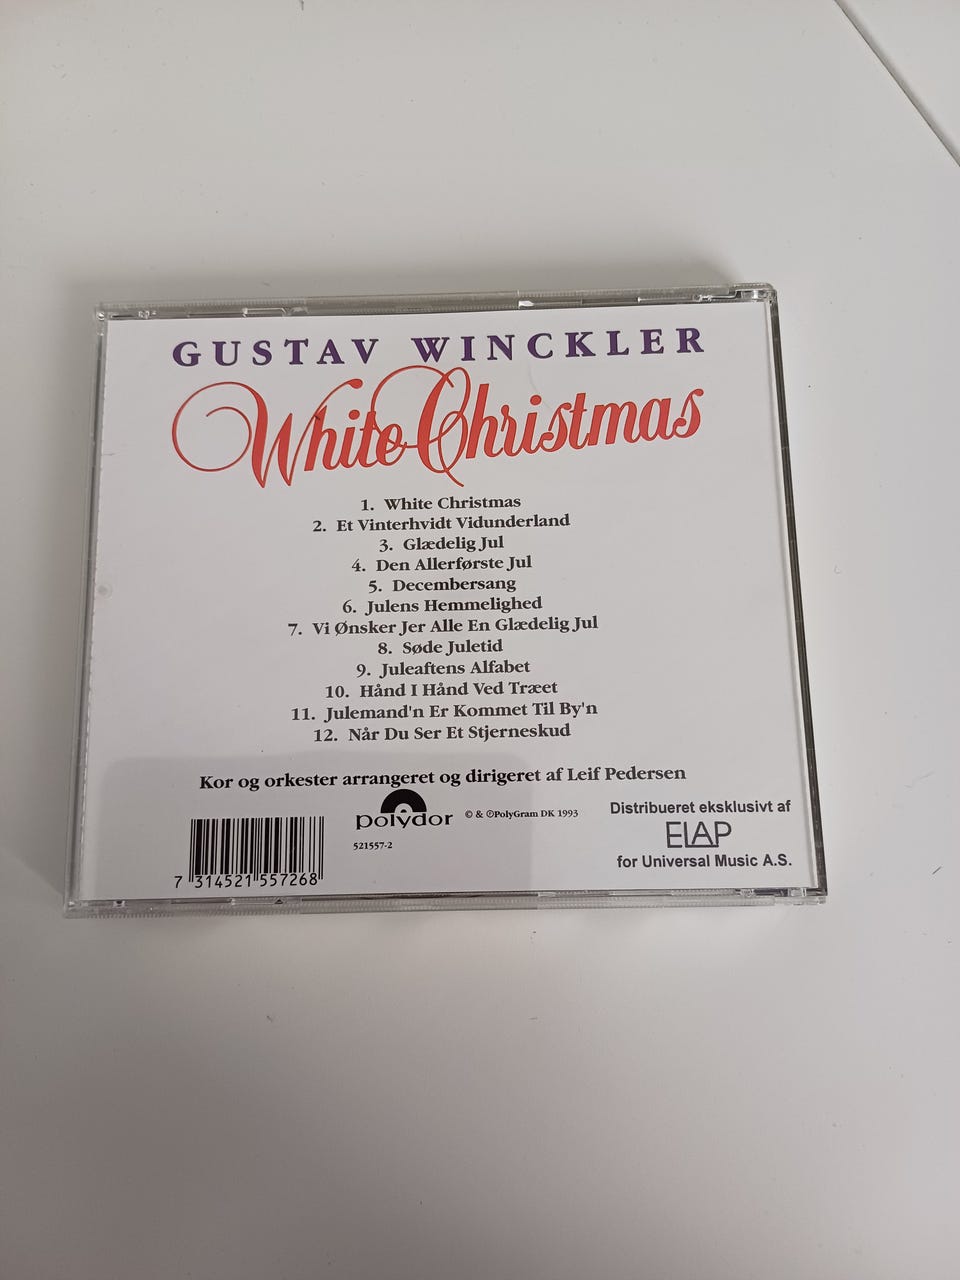 GUSTAV WINCKLER
White Christmas
1. White Christmas
2. Et Vinterhvidt Vidunderland
3. Glædelig Jul
4. Den Allerførste Jul
5. Decembersang
6. Julens Hemmelighed
7. Vi Ønsker Jer Alle En Glædelig Jul
8. Søde Juletid
9. Juleaftens Alfabet
10. Hånd I Hånd Ved Træet
11. Julemand'n Er Kommet Til By'n
12. Når Du Ser Et Stjerneskud
Kor og orkester arrangeret og dirigeret af Leif Pedersen
polydor
© & ℗PolyGram DK 1993
521557-2
7 314521 557268
Distribueret eksklusivt af
ELAP
for Universal Music A.S.